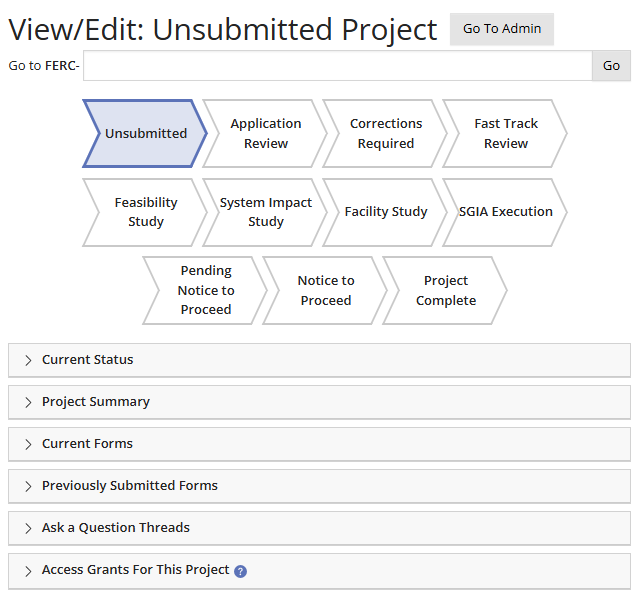 View/Edit: Unsubmitted Project Go To Admin
Go to FERC- Go
Unsubmitted
Application
Review
Corrections
Required
Fast Track
Review
Feasibility
Study
System Impact
Study
Facility Study
SGIA Execution
Pending
Notice to
Proceed
Notice to
Proceed
Project
Complete
Current Status
Project Summary
Current Forms
Previously Submitted Forms
Ask a Question Threads
Access Grants For This Project ?